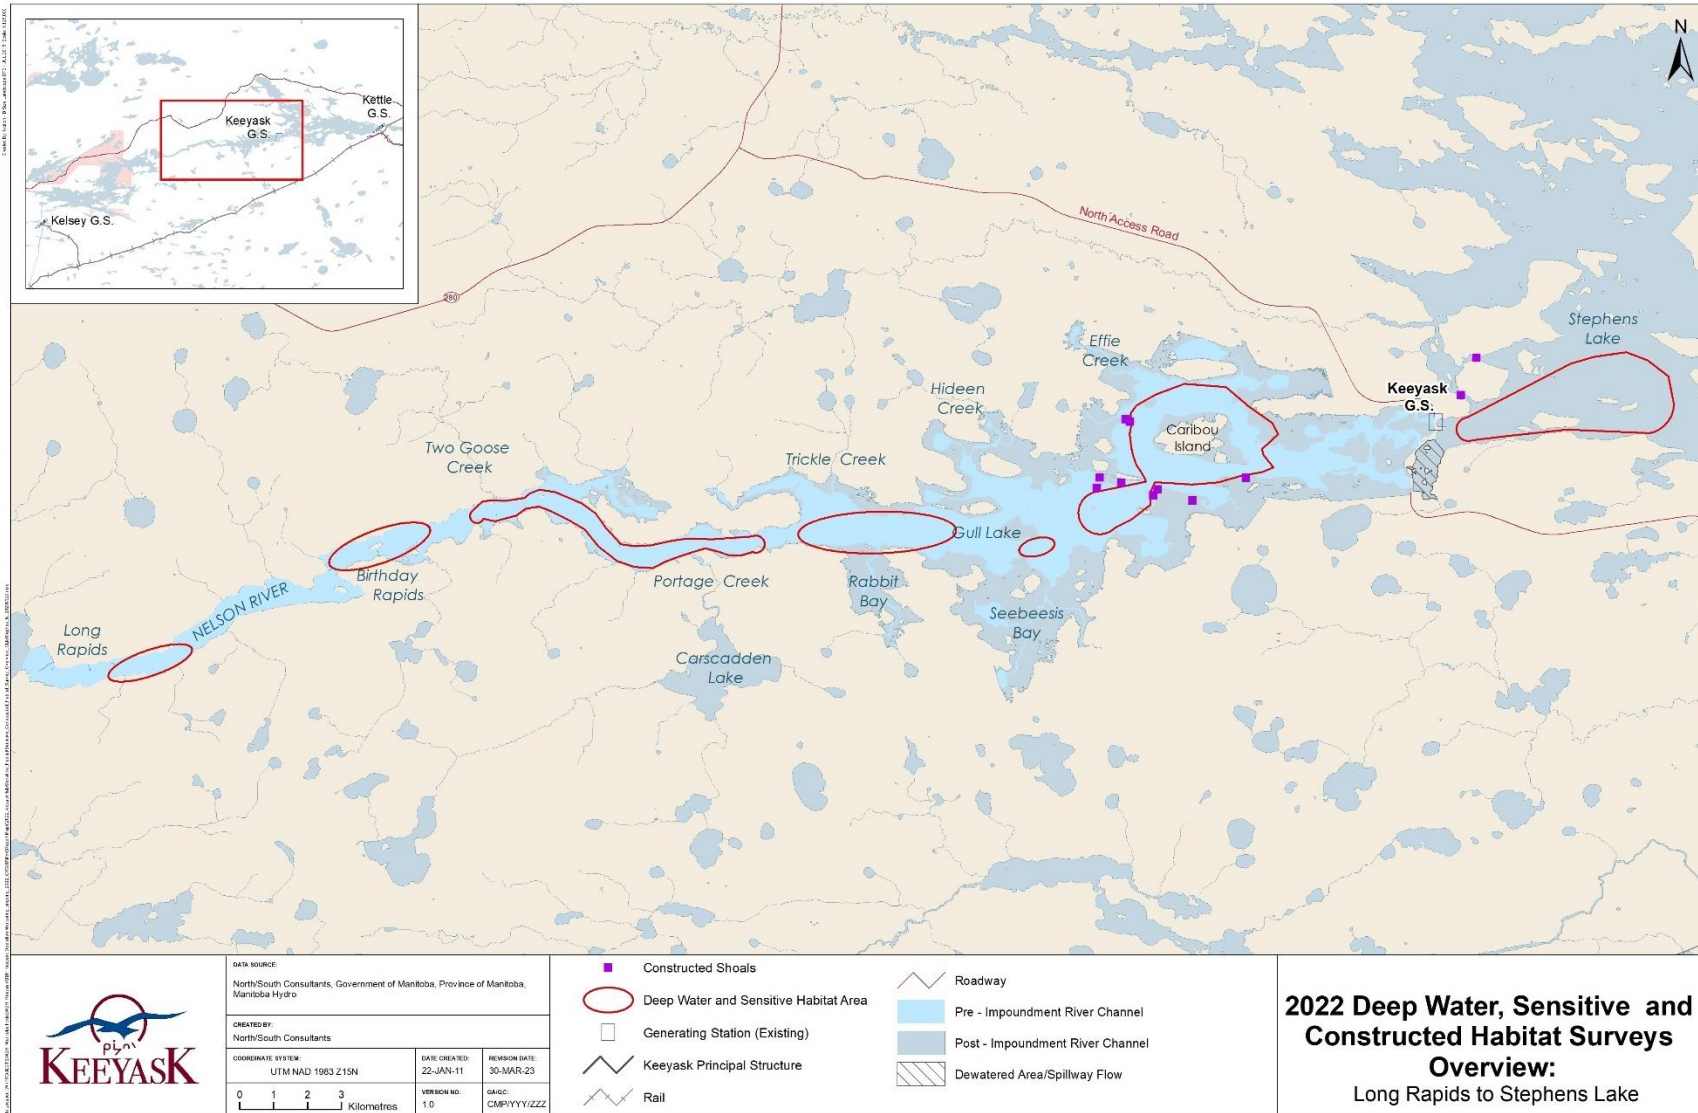 N
Kettle
G.S.
Keeyask
G.S.
Kelsey G.S.
280
North Access Road
Stephens
Lake
Effie
Creek
Keeyask
G.S.
Hideen
Creek
Caribou
Island
Two Goose
Creek
Trickle Creek
Gull Lake
Birthday
Rapids
Portage Creek
Rabbit
Bay
NELSON RIVER
Seebeesis
Bay
Long
Rapids
Carscadden
Lake
KEEYASK
DATA SOURCE:
North/South Consultants, Government of Manitoba, Province of Manitoba,
Manitoba Hydro
CREATED BY:
North/South Consultants
COORDINATE SYSTEM:
UTM NAD 1983 Z15N
DATE CREATED:
22-JAN-11
REVISION DATE:
30-MAR-23
0 1 2 3 Kilometres
VERSION NO:
1.0
QA/QC:
CMP/YYY/ZZZ
Constructed Shoals
Deep Water and Sensitive Habitat Area
Generating Station (Existing)
Keeyask Principal Structure
Rail
Roadway
Pre - Impoundment River Channel
Post - Impoundment River Channel
Dewatered Area/Spillway Flow
2022 Deep Water, Sensitive and
Constructed Habitat Surveys
Overview:
Long Rapids to Stephens Lake